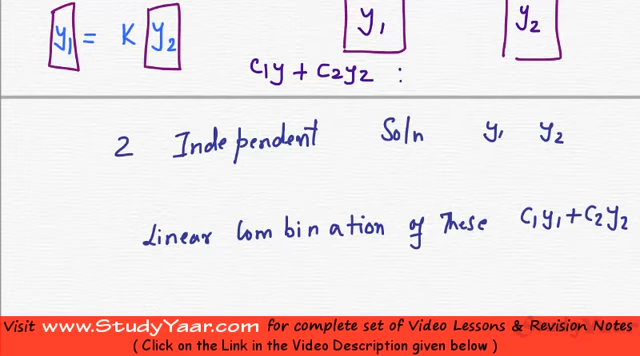 y₁ = K y₂ y₁ y₂
C₁y + C₂y₂ :
2 Independent Soln y₁ y₂
Linear Combination of These C₁y₁ + C₂y₂
Visit www.StudyYaar.com for complete set of Video Lessons & Revision Notes
( Click on the Link in the Video Description given below )